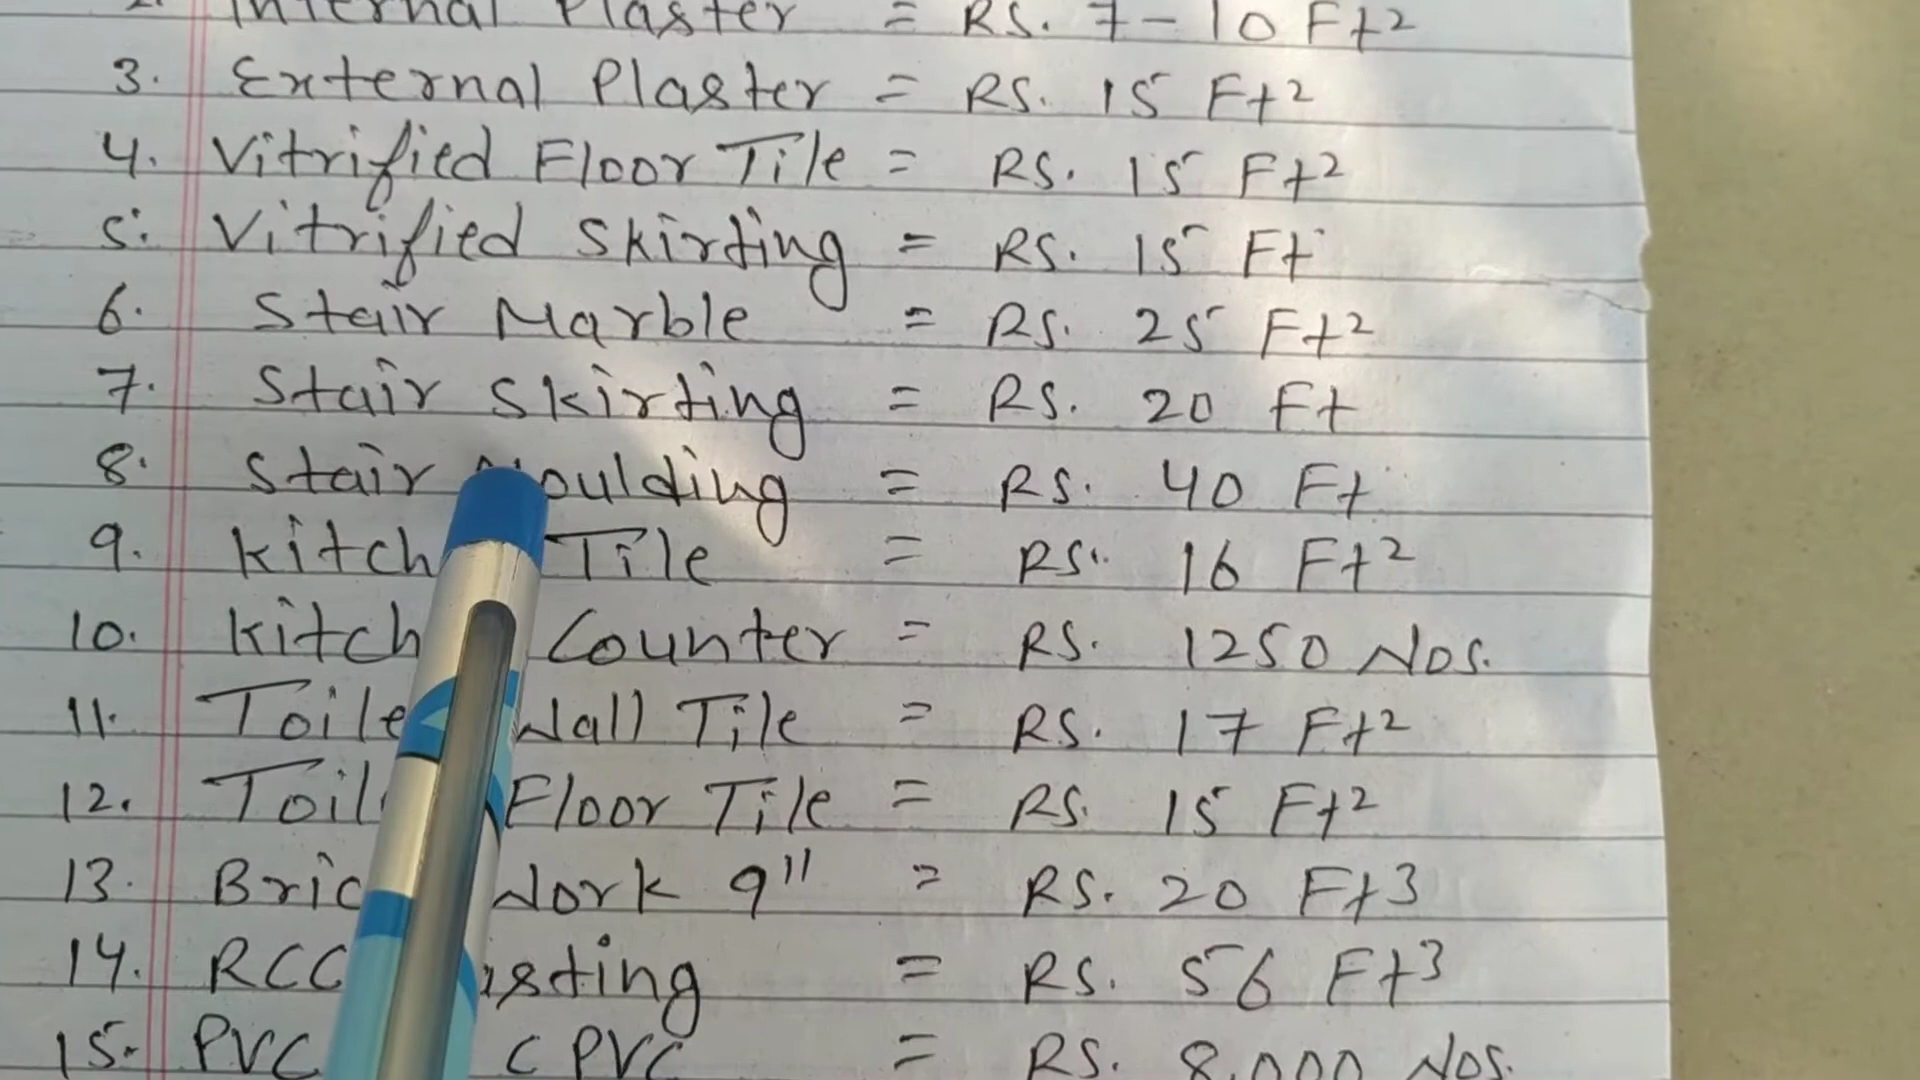 2. Internal Plaster = RS. 7-10 Ft2
3. External Plaster = RS. 15 Ft2
4. Vitrified Floor Tile = RS. 15 Ft2
5. Vitrified Skirting = RS. 15 Ft
6. Stair Marble = RS. 25 Ft2
7. Stair Skirting = RS. 20 Ft
8. Stair Moulding = RS. 40 Ft
9. Kitch Tile = RS. 16 Ft2
10. Kitch Counter = RS. 1250 Nos.
11. Toile Wall Tile = RS. 17 Ft2
12. Toil Floor Tile = RS. 15 Ft2
13. Bric Work 9" = RS. 20 Ft3
14. RCC sting = RS. 56 Ft3
15. PVC CPVC = RS. 8,000 Nos.